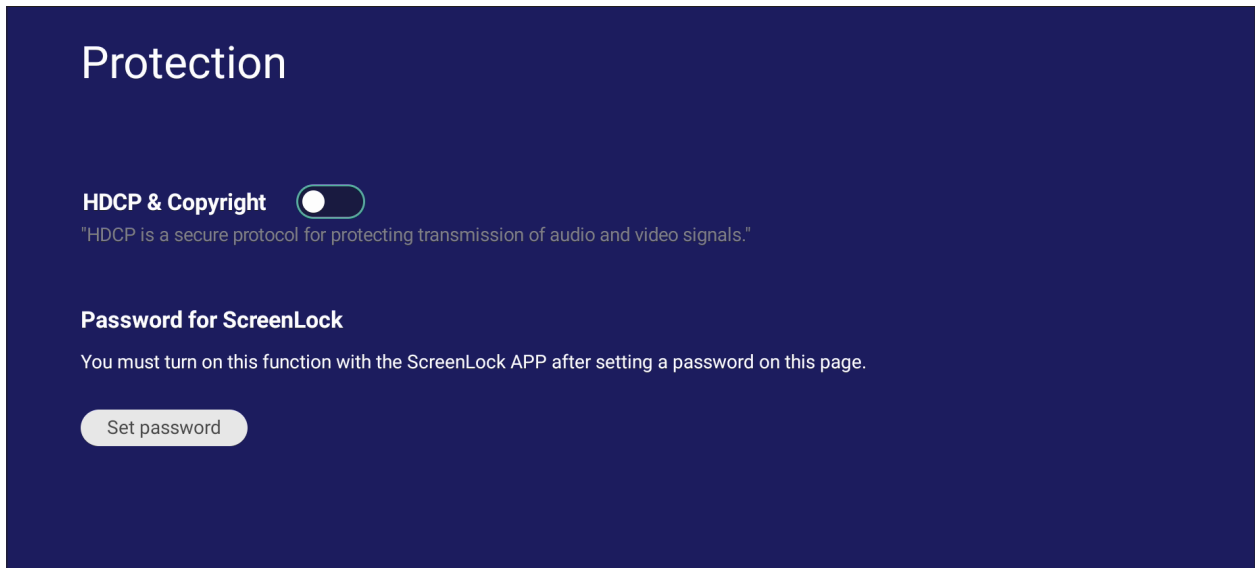 Protection
HDCP & Copyright
"HDCP is a secure protocol for protecting transmission of audio and video signals."
Password for ScreenLock
You must turn on this function with the ScreenLock APP after setting a password on this page.
Set password